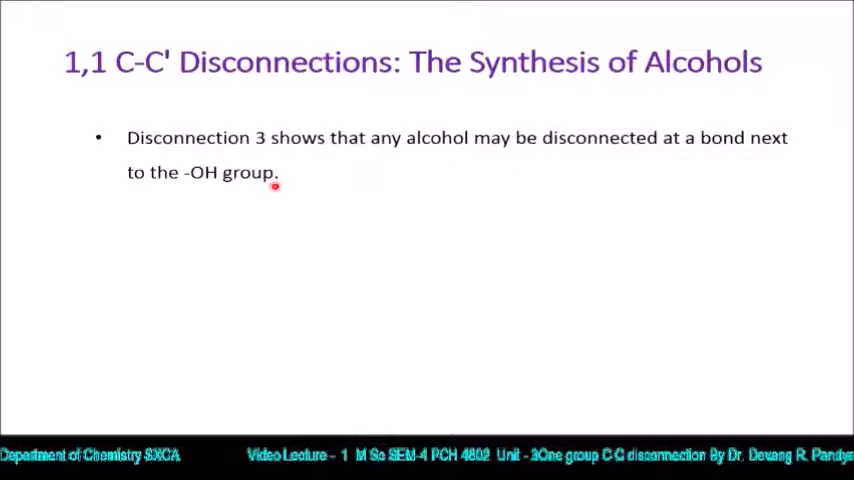 1,1 C-C' Disconnections: The Synthesis of Alcohols
• Disconnection 3 shows that any alcohol may be disconnected at a bond next
to the -OH group.
Department of Chemistry SXCA Video Lecture - 1 M Sc SEM-4 PCH 4802 Unit - 3One group C-C disconnection By Dr. Devang R. Pandya